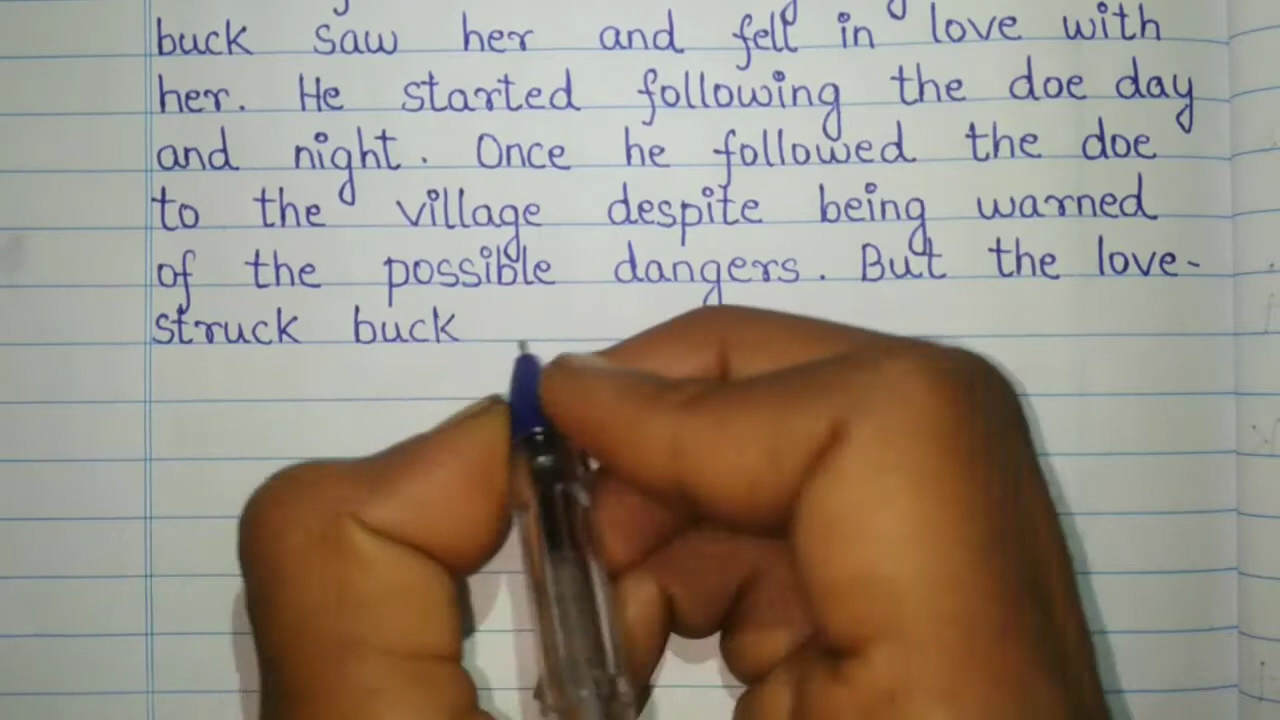 buck saw her and fell in love with
her. He started following the doe day
and night. Once he followed the doe
to the village despite being warned
of the possible dangers. But the love-
struck buck